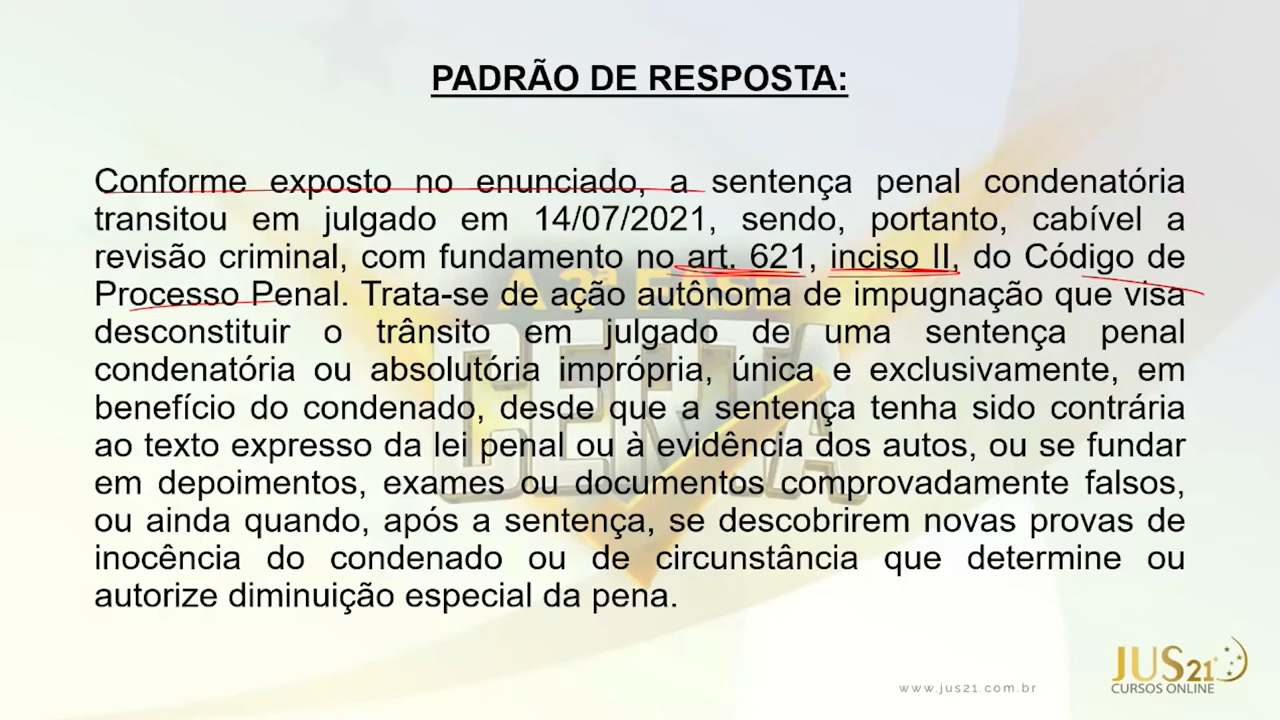 PADRÃO DE RESPOSTA:
Conforme exposto no enunciado, a sentença penal condenatória
transitou em julgado em 14/07/2021, sendo, portanto, cabível a
revisão criminal, com fundamento no art. 621, inciso II, do Código de
Processo Penal. Trata-se de ação autônoma de impugnação que visa
desconstituir o trânsito em julgado de uma sentença penal
condenatória ou absolutória imprópria, única e exclusivamente, em
benefício do condenado, desde que a sentença tenha sido contrária
ao texto expresso da lei penal ou à evidência dos autos, ou se fundar
em depoimentos, exames ou documentos comprovadamente falsos,
ou ainda quando, após a sentença, se descobrirem novas provas de
inocência do condenado ou de circunstância que determine ou
autorize diminuição especial da pena.
A 2ª FASE
CERTA
www.jus21.com.br
JUS21
CURSOS ONLINE